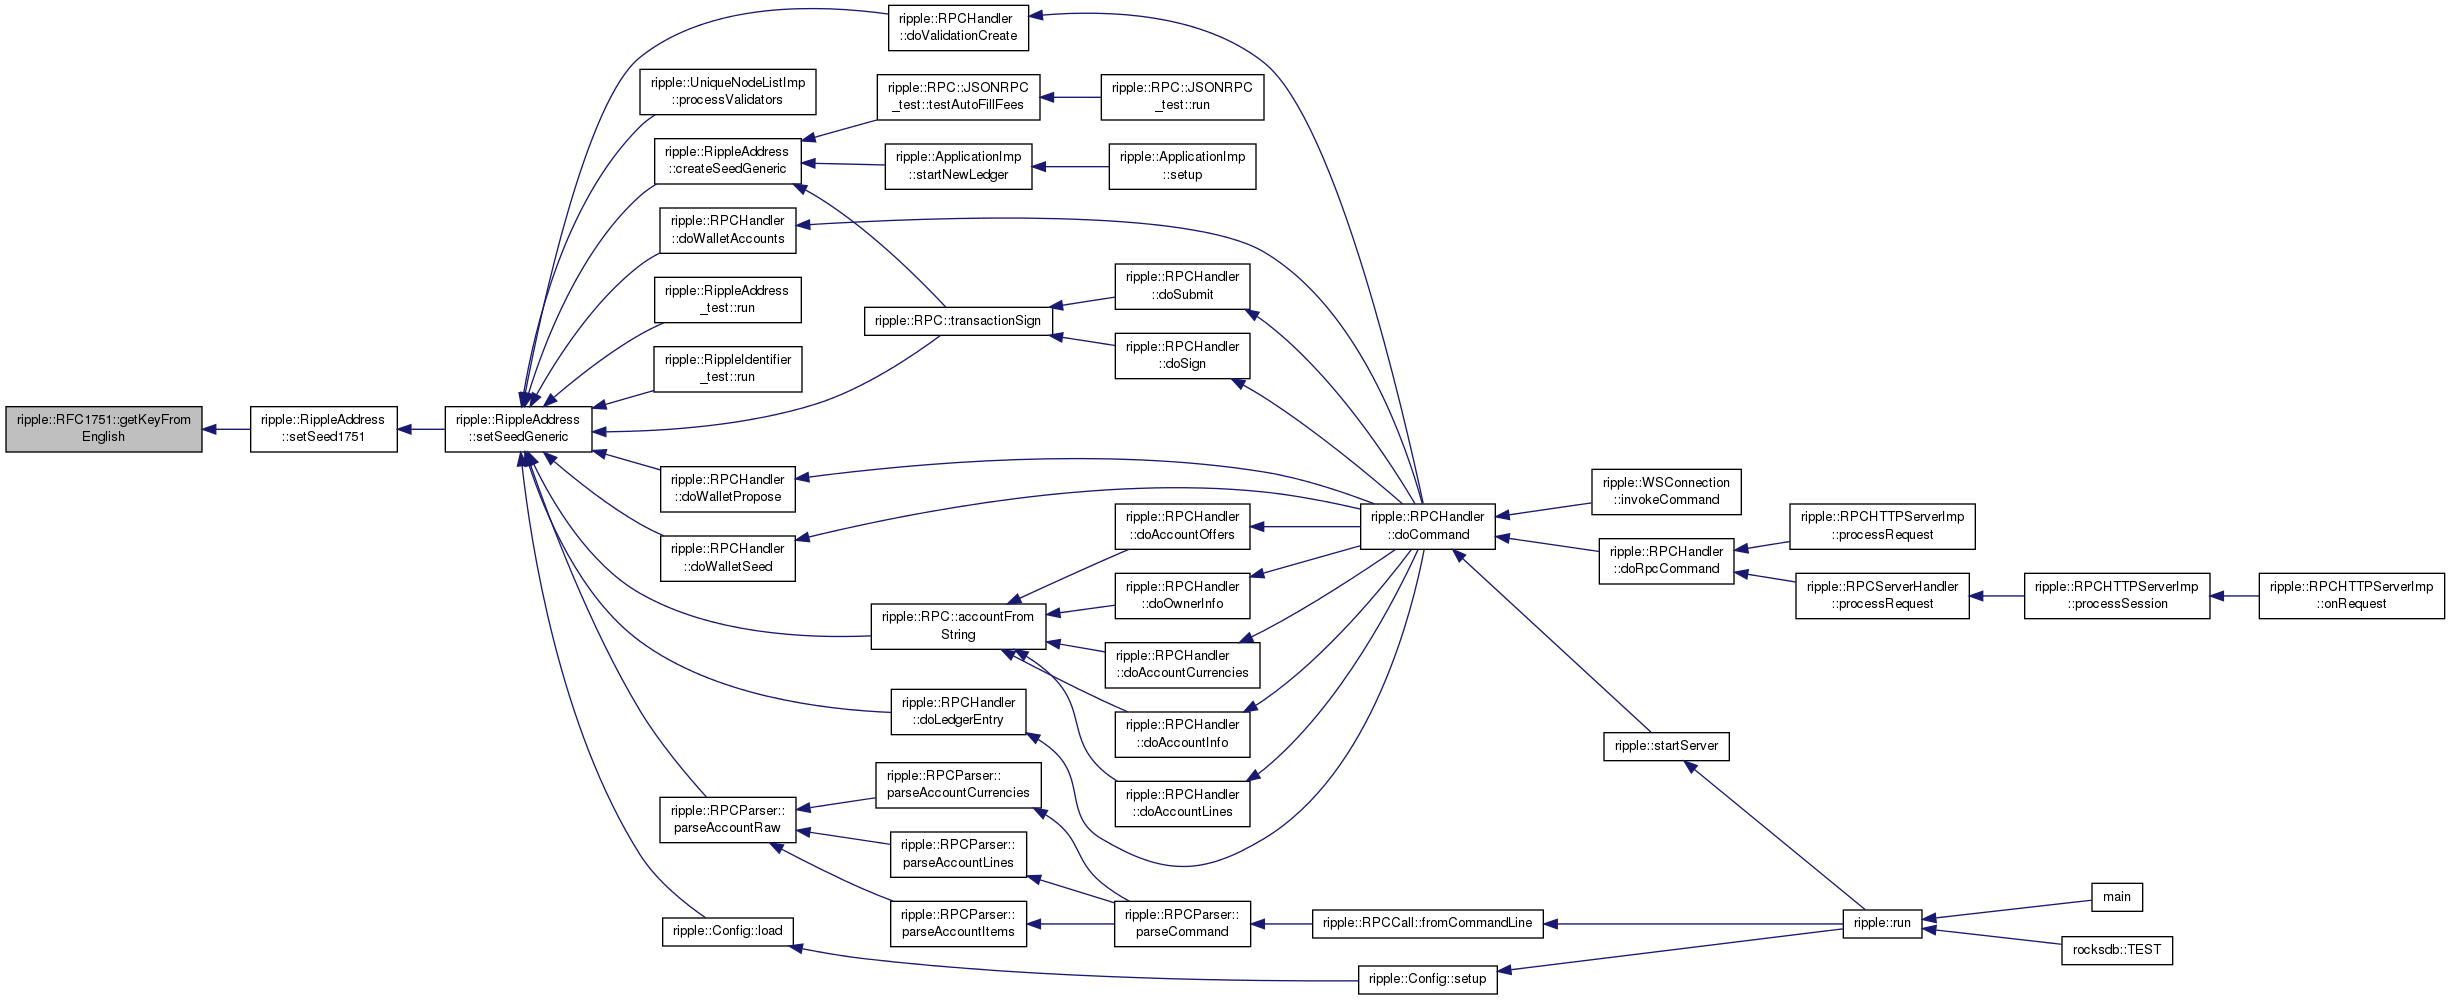 ripple::RPCHandler
::doValidationCreate
ripple::UniqueNodeListImp
::processValidators
ripple::RPC::JSONRPC
_test::testAutoFillFees
ripple::RPC::JSONRPC
_test::run
ripple::RippleAddress
::createSeedGeneric
ripple::ApplicationImp
::startNewLedger
ripple::ApplicationImp
::setup
ripple::RPCHandler
::doWalletAccounts
ripple::RPCHandler
::doSubmit
ripple::RippleAddress
_test::run
ripple::RPC::transactionSign
ripple::RPCHandler
::doSign
ripple::RippleIdentifier
_test::run
ripple::RFC1751::getKeyFrom
English
ripple::RippleAddress
::setSeed1751
ripple::RippleAddress
::setSeedGeneric
ripple::RPCHandler
::doWalletPropose
ripple::RPCHandler
::doWalletSeed
ripple::RPCHandler
::doAccountOffers
ripple::RPCHandler
::doCommand
ripple::WSConnection
::invokeCommand
ripple::RPCHandler
::doRpcCommand
ripple::RPCHTTPServerImp
::processRequest
ripple::RPCServerHandler
::processRequest
ripple::RPCHTTPServerImp
::processSession
ripple::RPCHTTPServerImp
::onRequest
ripple::RPC::accountFrom
String
ripple::RPCHandler
::doOwnerInfo
ripple::RPCHandler
::doAccountCurrencies
ripple::RPCHandler
::doLedgerEntry
ripple::RPCHandler
::doAccountInfo
ripple::startServer
ripple::RPCHandler
::doAccountLines
ripple::RPCParser::
parseAccountRaw
ripple::RPCParser::
parseAccountCurrencies
ripple::RPCParser::
parseAccountLines
ripple::RPCParser::
parseAccountItems
ripple::RPCParser::
parseCommand
ripple::RPCCall::fromCommandLine
ripple::run
main
rocksdb::TEST
ripple::Config::load
ripple::Config::setup